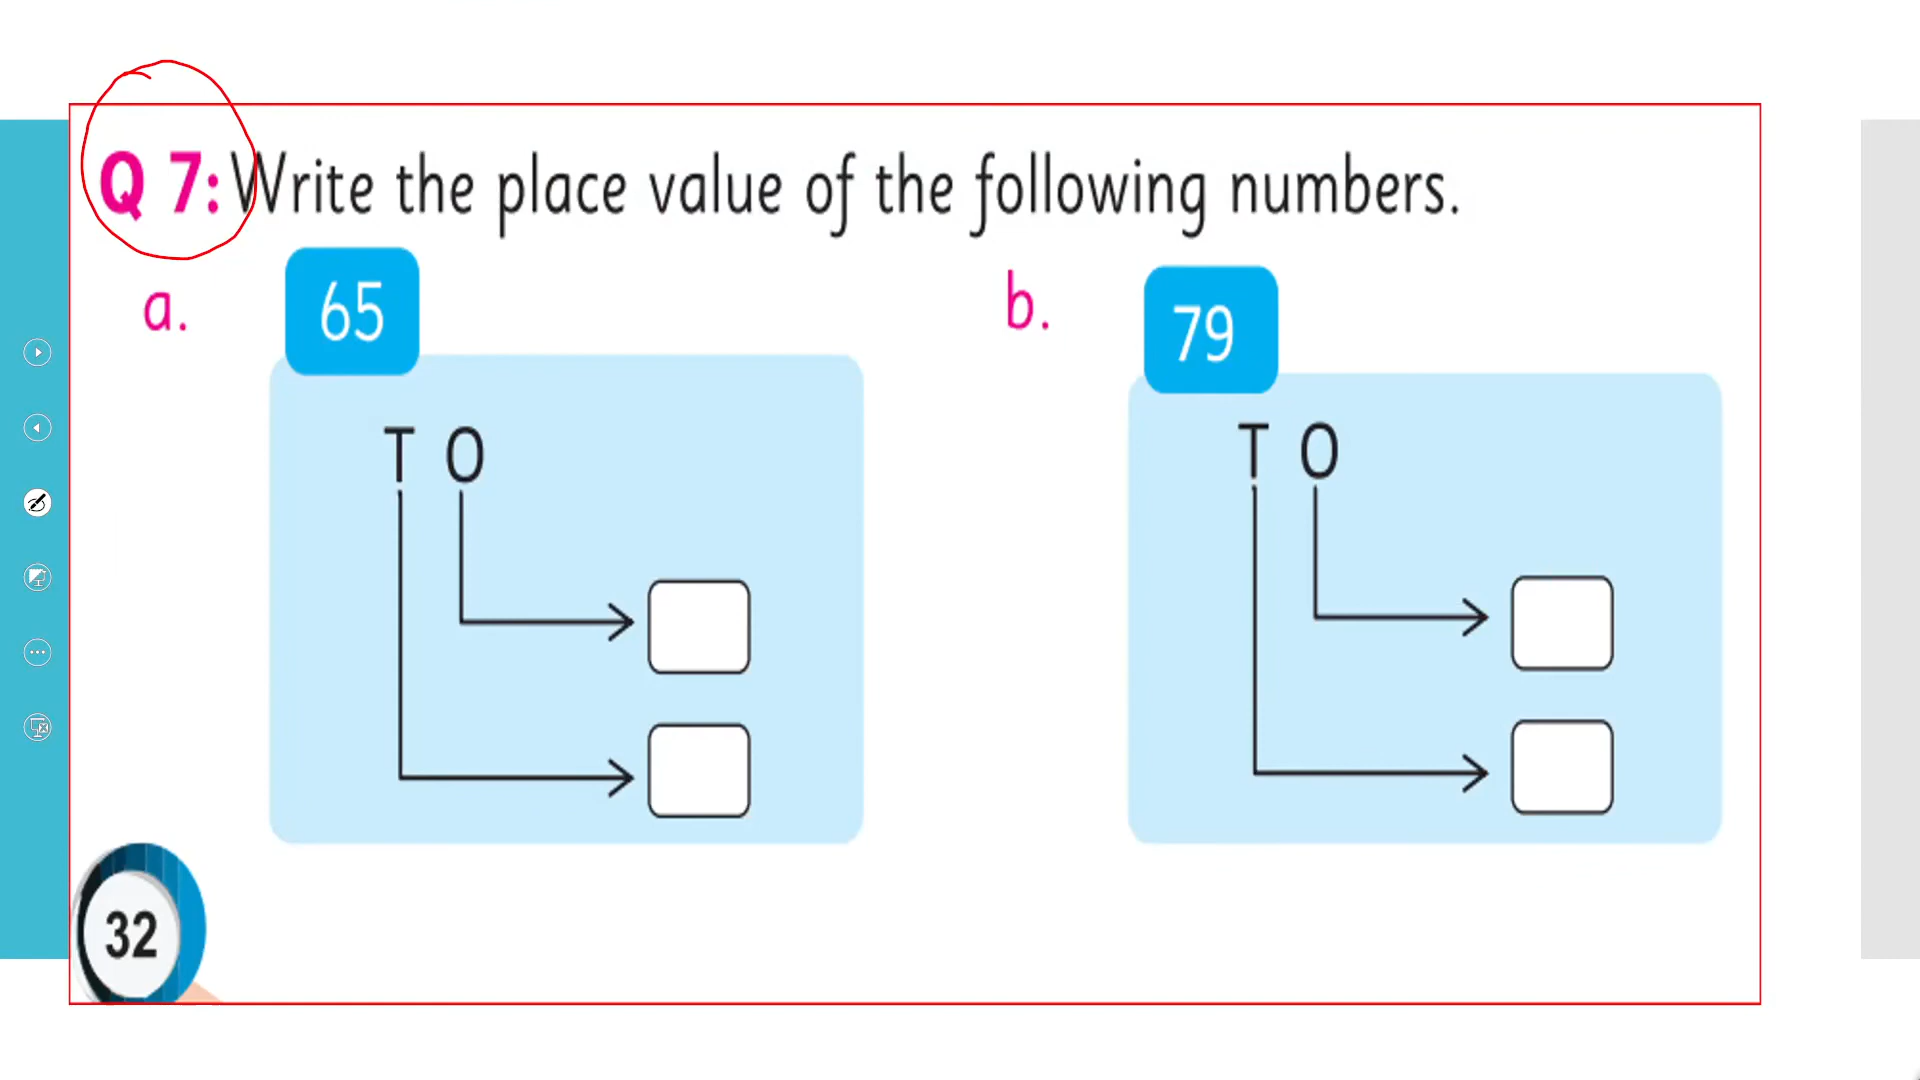 Q 7: Write the place value of the following numbers.
a. 65
b. 79
T O
T O
32